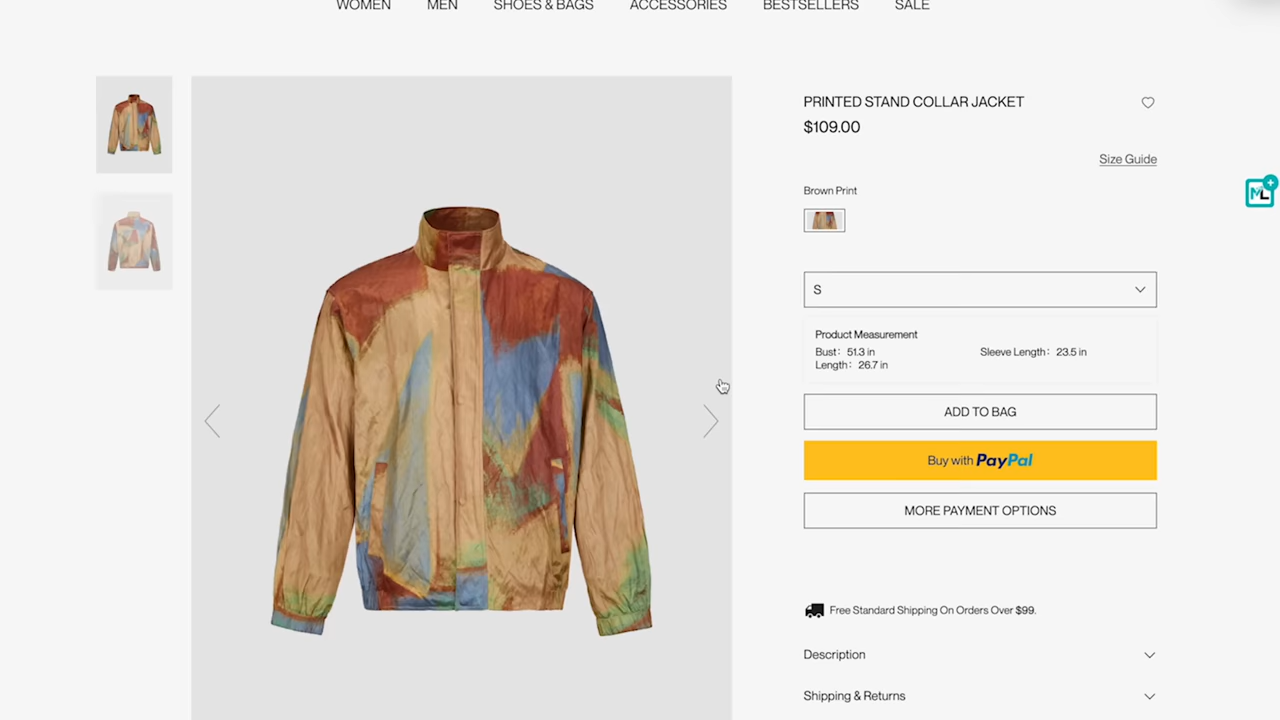 WOMEN MEN SHOES & BAGS ACCESSORIES BESTSELLERS SALE
PRINTED STAND COLLAR JACKET
$109.00
Size Guide
Brown Print
S
Product Measurement
Bust: 51.3 in Sleeve Length: 23.5 in
Length: 26.7 in
ADD TO BAG
Buy with PayPal
MORE PAYMENT OPTIONS
Free Standard Shipping On Orders Over $99.
Description
Shipping & Returns
ML